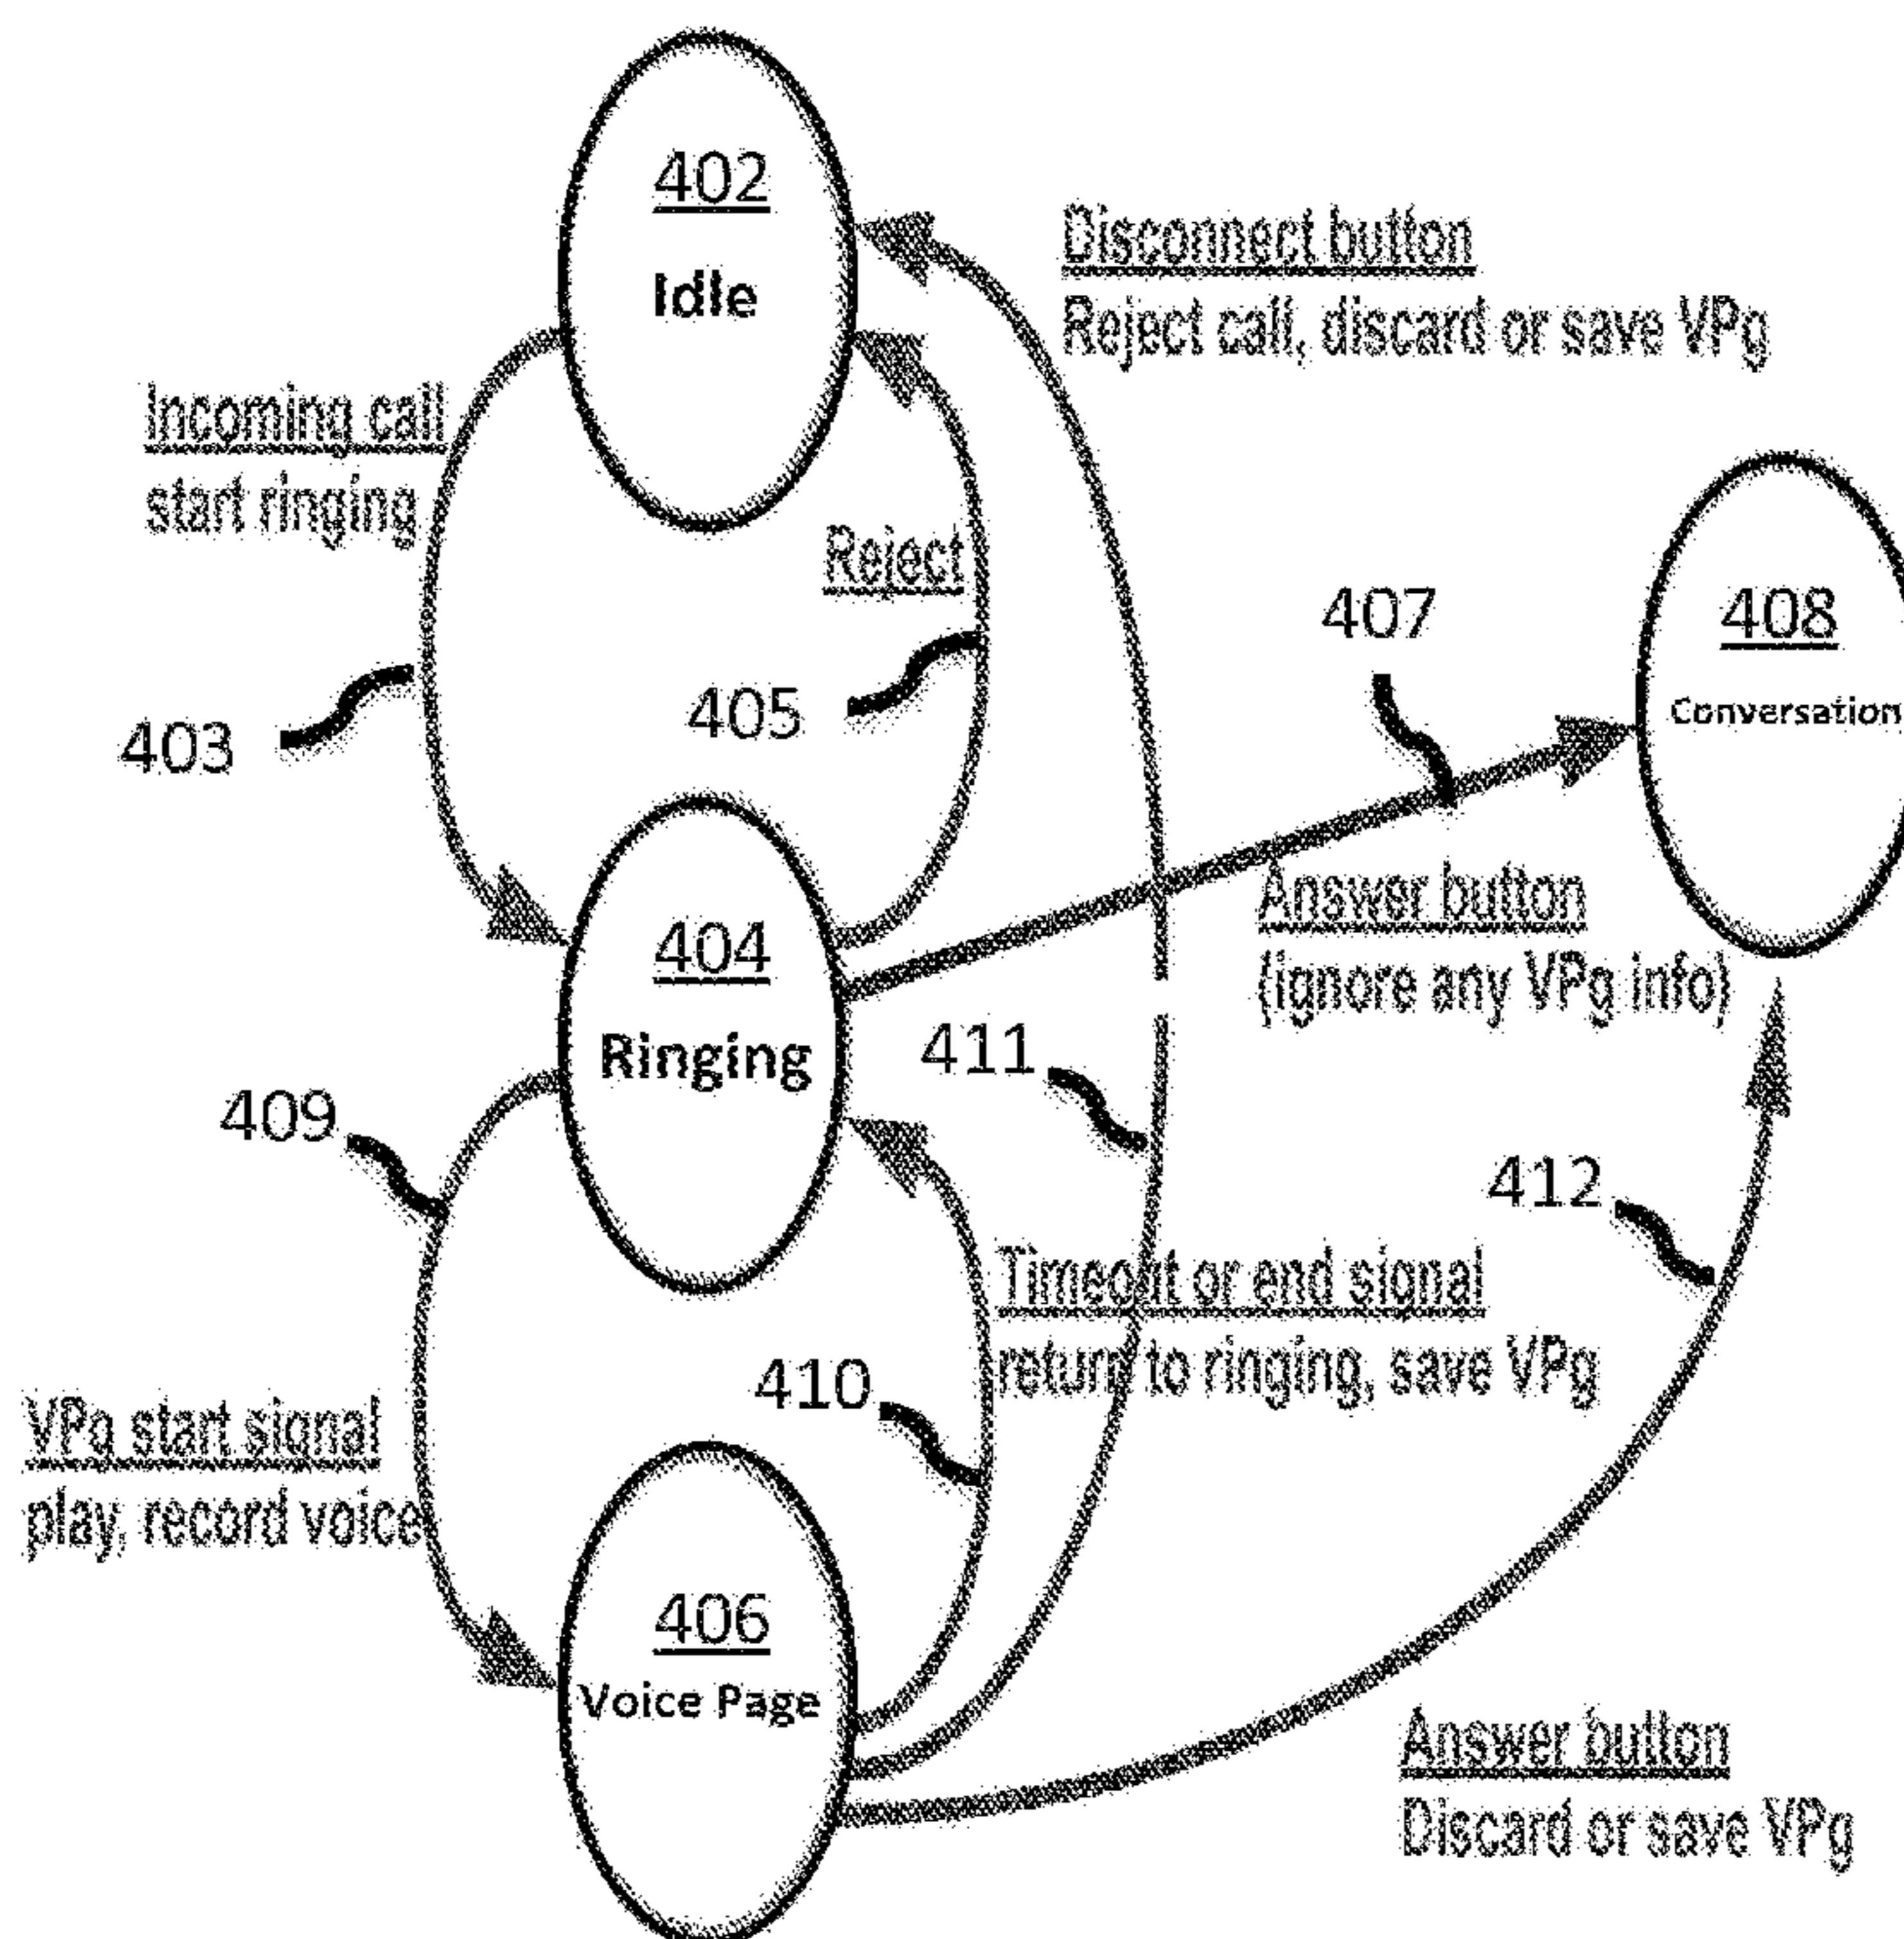 402
Idle
Disconnect button
Reject call, discard or save VPg
Incoming call
start ringing
Reject
403
405
407
408
Conversation
404
Ringing
Answer button
(ignore any VPg info)
409
411
412
Timeout or end signal
return to ringing, save VPg
410
VPg start signal
play, record voice
406
Voice Page
Answer button
Discard or save VPg